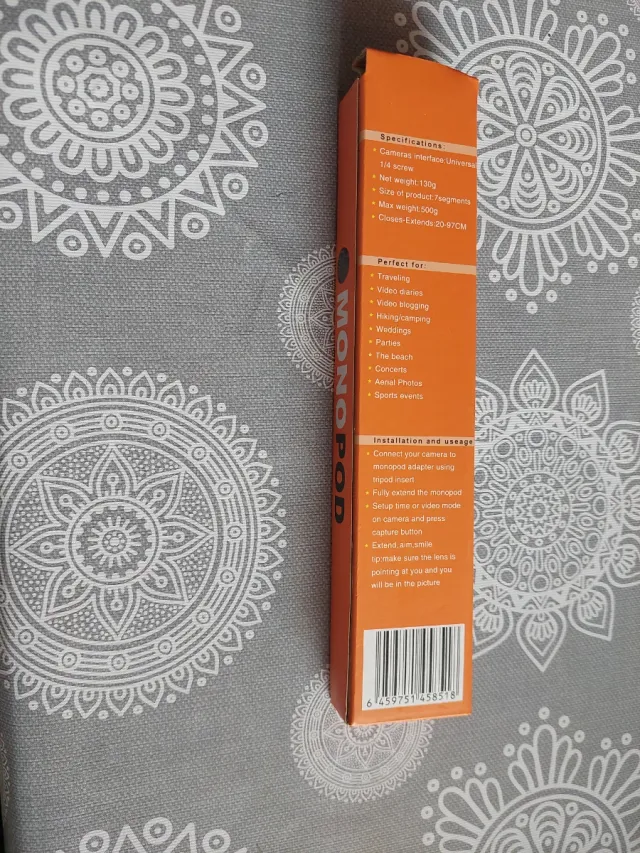 Specifications:
• Cameras interface:Universa
1/4 screw
• Net weight:130g
• Size of product:7segments
• Max weight:500g
• Closes-Extends:20-97CM
Perfect for:
• Traveling
• Video diaries
• Video blogging
• Hiking/camping
• Weddings
• Parties
• The beach
• Concerts
• Aerial Photos
• Sports events
Installation and useage
• Connect your camera to
monopod adapter using
tripod insert
• Fully extend the monopod
• Setup time or video mode
on camera and press
capture button
• Extend,aim,smile
tip:make sure the lens is
pointing at you and you
will be in the picture
6 459751 458518
MONOPOD